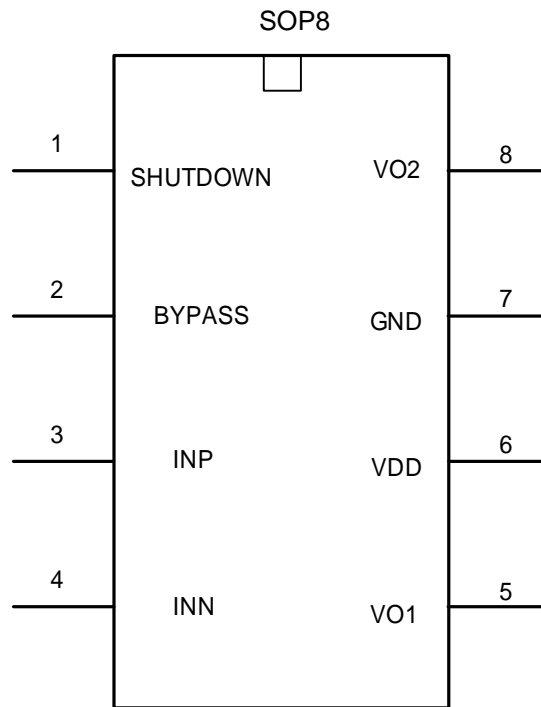 SOP8
1 SHUTDOWN VO2 8
2 BYPASS GND 7
3 INP VDD 6
4 INN VO1 5